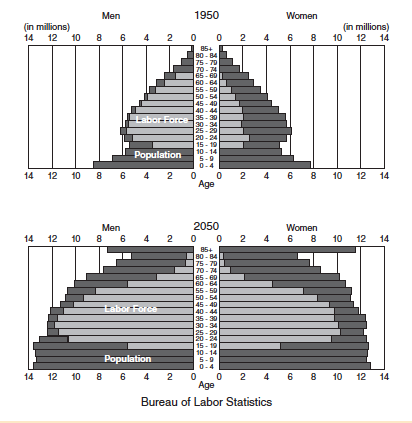 Men 1950 Women
(in millions) (in millions)
14 12 10 8 6 4 2 0 0 2 4 6 8 10 12 14
85+
80 - 84
75 - 79
70 - 74
65 - 69
60 - 64
55 - 59
50 - 54
45 - 49
40 - 44
35 - 39
30 - 34
25 - 29
20 - 24
15 - 19
10 - 14
5 - 9
0 - 4
Labor Force
Population
14 12 10 8 6 4 2 0 0 2 4 6 8 10 12 14
Age
Men 2050 Women
14 12 10 8 6 4 2 0 0 2 4 6 8 10 12 14
85+
80 - 84
75 - 79
70 - 74
65 - 69
60 - 64
55 - 59
50 - 54
45 - 49
40 - 44
35 - 39
30 - 34
25 - 29
20 - 24
15 - 19
10 - 14
5 - 9
0 - 4
Labor Force
Population
14 12 10 8 6 4 2 0 0 2 4 6 8 10 12 14
Age
Bureau of Labor Statistics